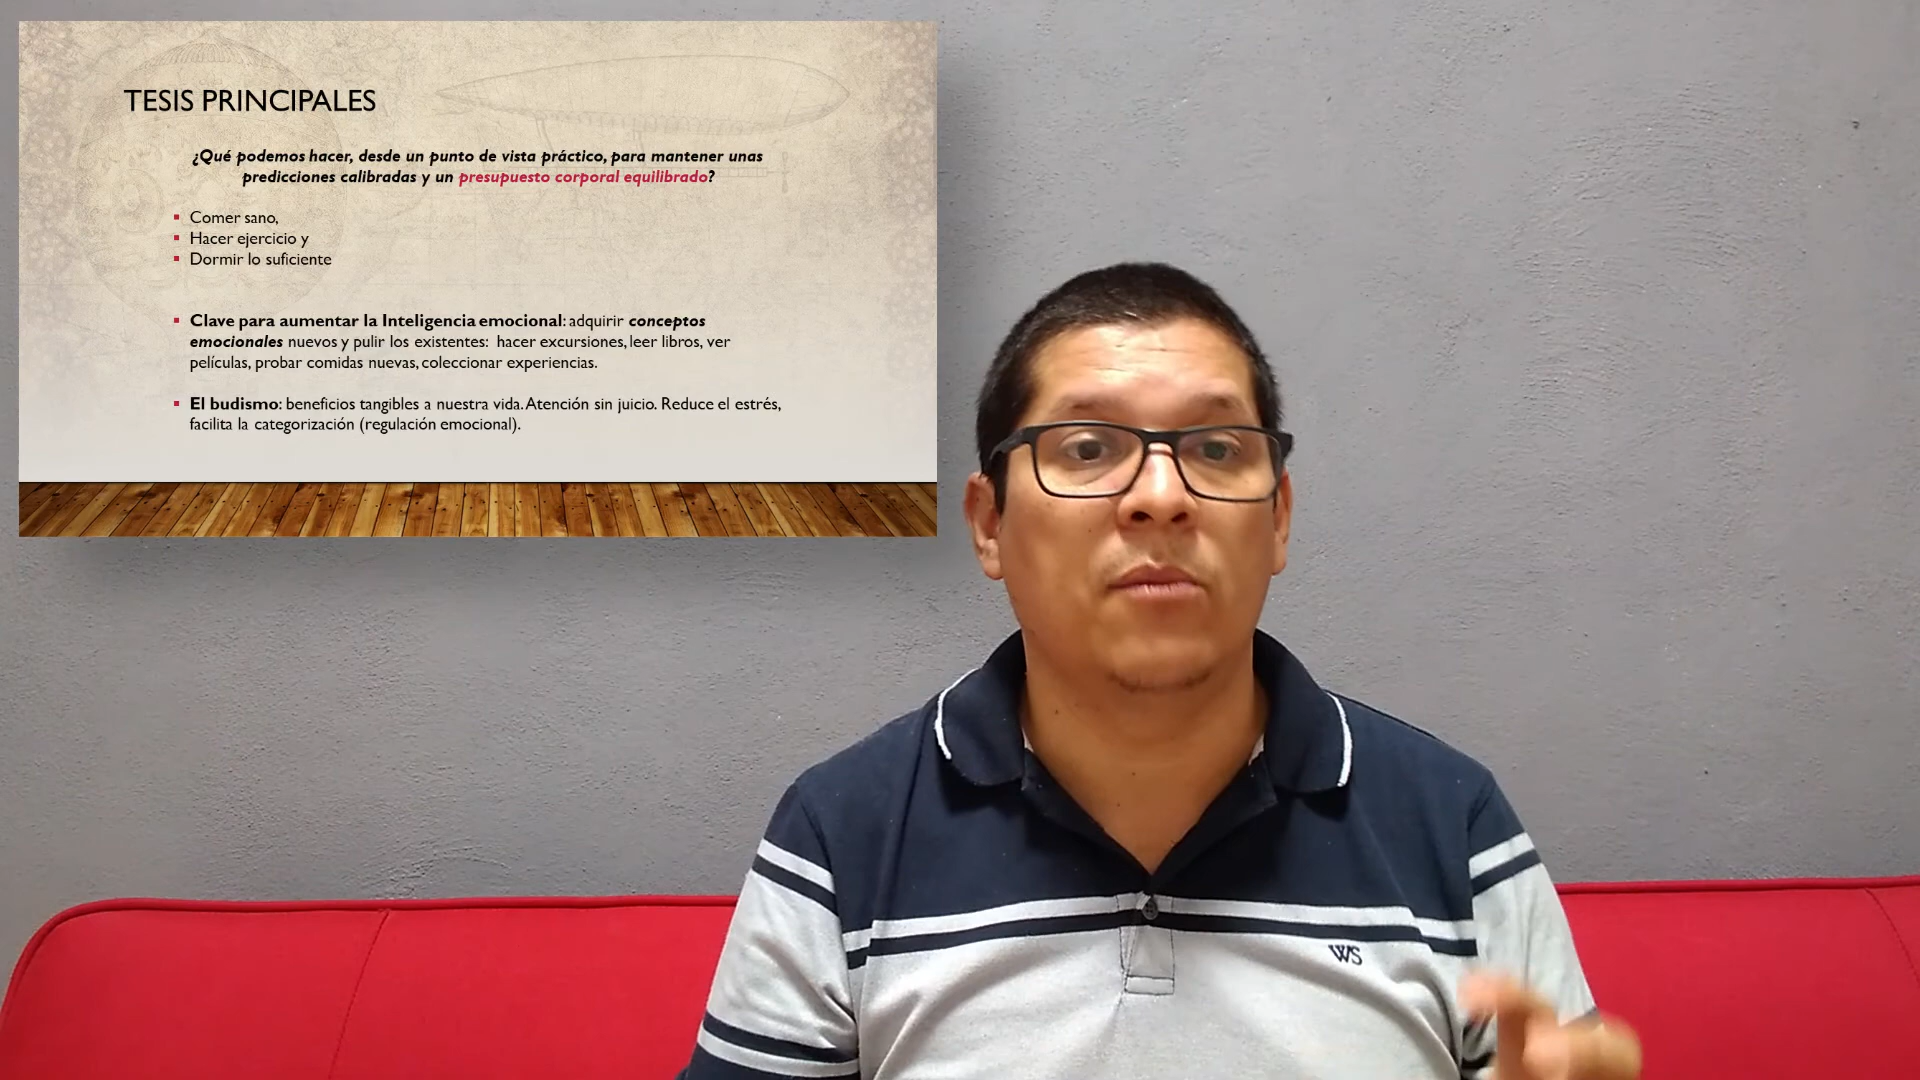 TESIS PRINCIPALES
¿Qué podemos hacer, desde un punto de vista práctico, para mantener unas
predicciones calibradas y un presupuesto corporal equilibrado?
Comer sano,
Hacer ejercicio y
Dormir lo suficiente
Clave para aumentar la Inteligencia emocional: adquirir conceptos
emocionales nuevos y pulir los existentes: hacer excursiones, leer libros, ver
películas, probar comidas nuevas, coleccionar experiencias.
El budismo: beneficios tangibles a nuestra vida. Atención sin juicio. Reduce el estrés,
facilita la categorización (regulación emocional).
WS